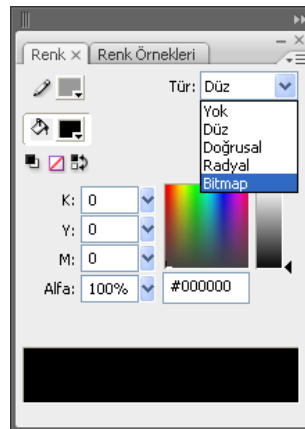 Renk × Renk Örnekleri
Tür: Düz
Yok
Düz
Doğrusal
Radyal
Bitmap
K: 0
Y: 0
M: 0
Alfa: 100% #000000